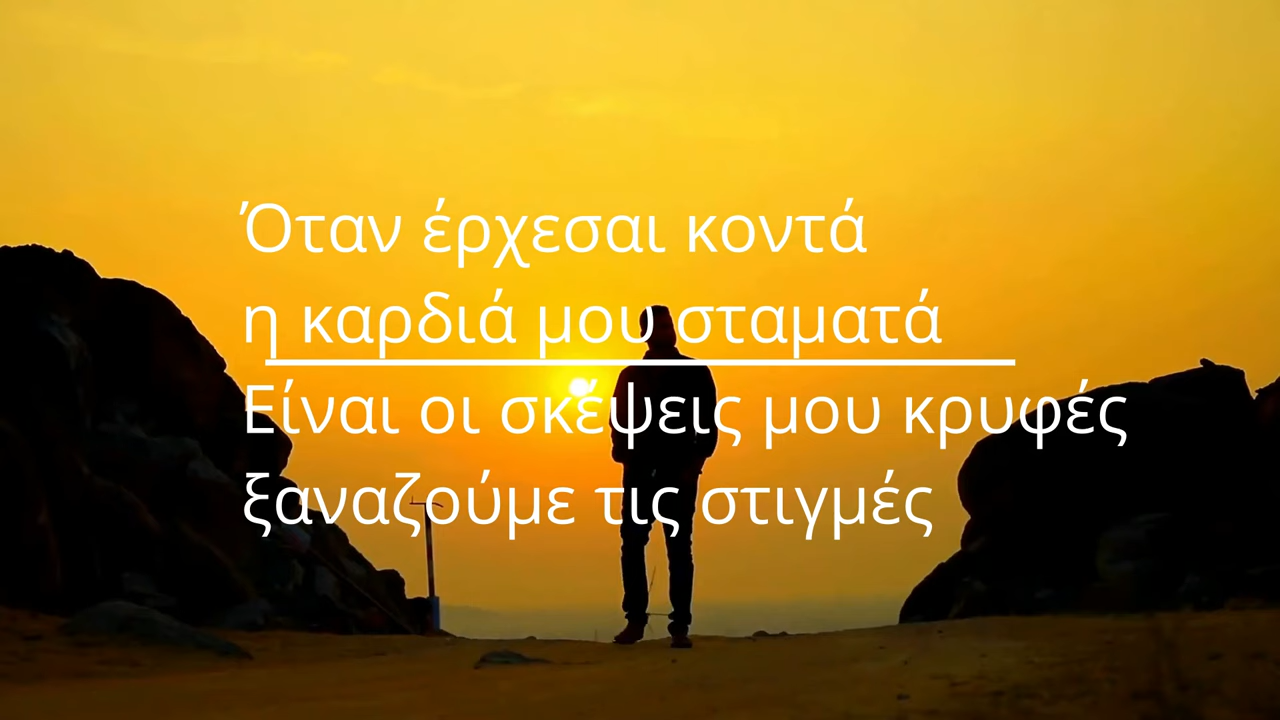 Όταν έρχεσαι κοντά
η καρδιά μου σταματά
Είναι οι σκέψεις μου κρυφές
ξαναζούμε τις στιγμές